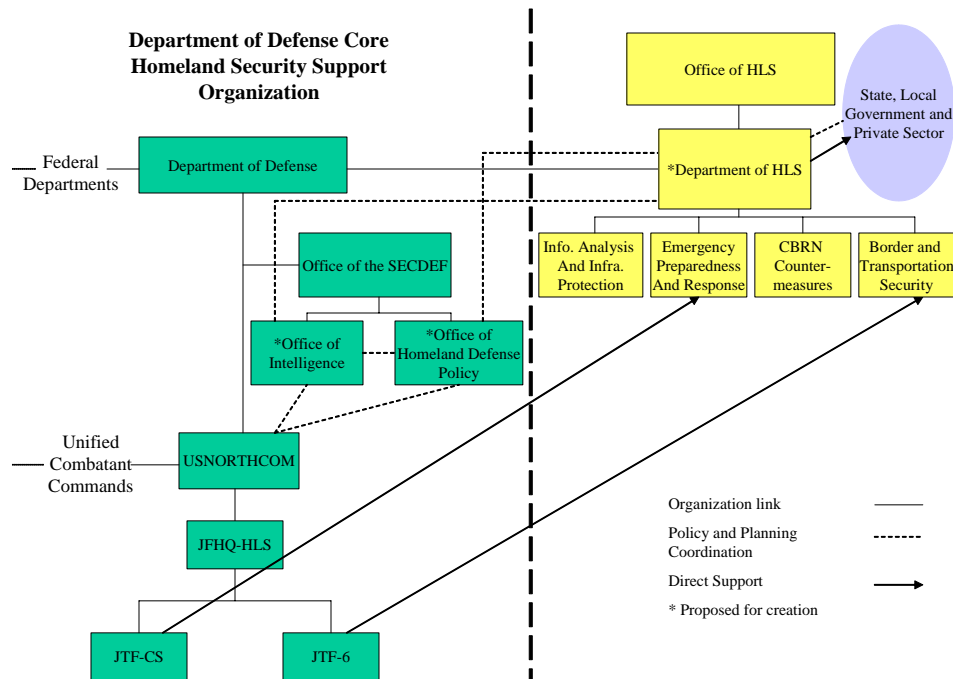 Department of Defense Core
Homeland Security Support
Organization
Office of HLS
State, Local
Government and
Private Sector
Federal
Departments
Department of Defense
*Department of HLS
Info. Analysis
And Infra.
Protection
Emergency
Preparedness
And Response
CBRN
Counter-
measures
Border and
Transportation
Security
Office of the SECDEF
*Office of
Intelligence
*Office of
Homeland Defense
Policy
Unified
Combatant
Commands
USNORTHCOM
JFHQ-HLS
JTF-CS
JTF-6
Organization link
Policy and Planning
Coordination
Direct Support
* Proposed for creation